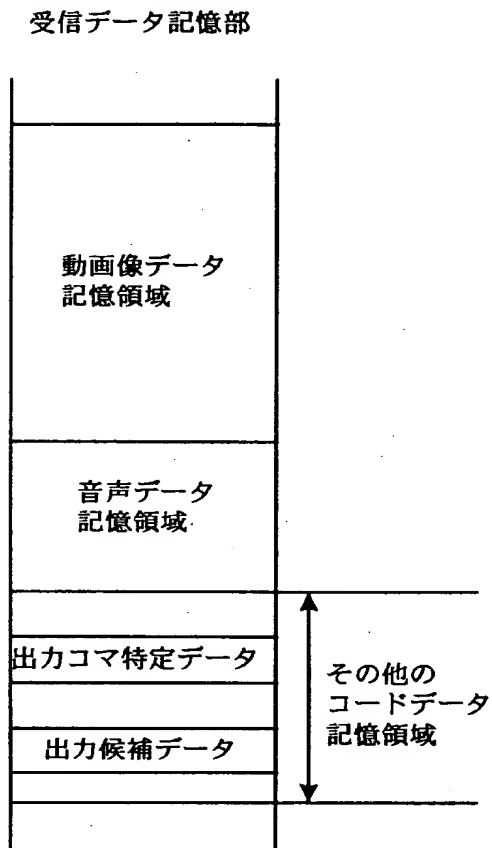 受信データ記憶部
動画像データ
記憶領域
音声データ
記憶領域
出力コマ特定データ
出力候補データ
その他の
コードデータ
記憶領域